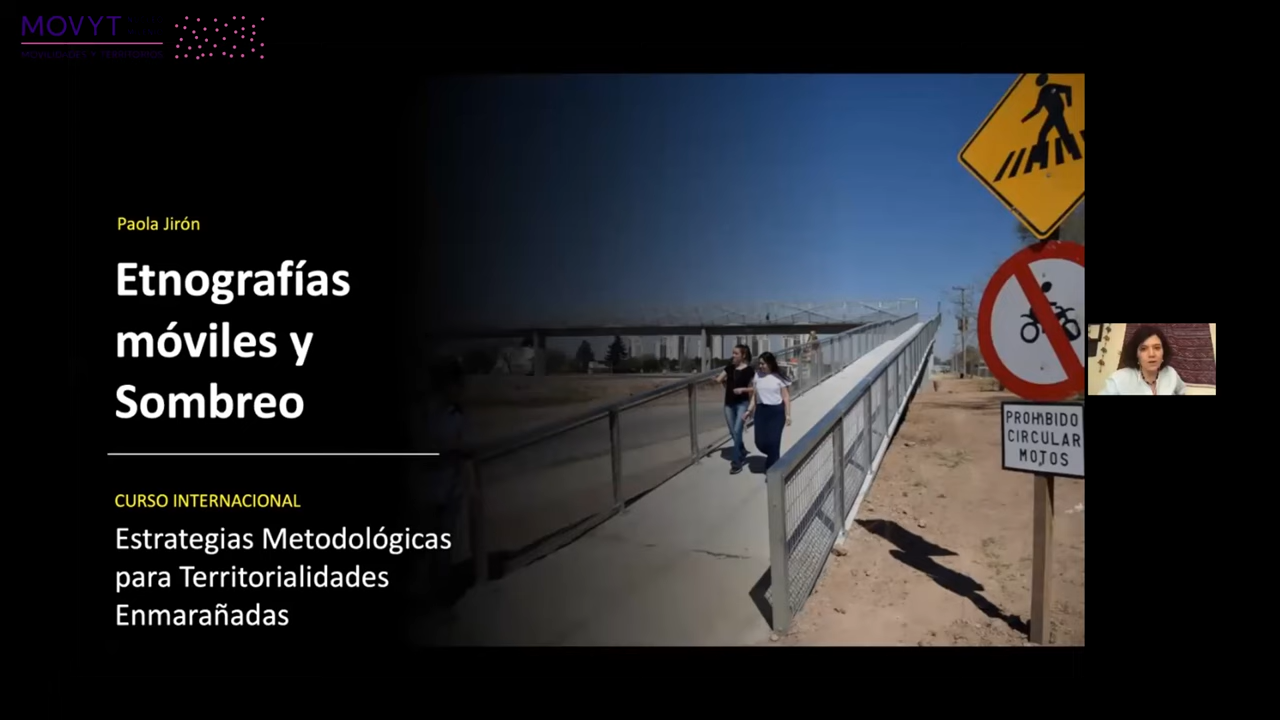 MOVYT
Paola Jirón
Etnografías
móviles y
Sombreo
CURSO INTERNACIONAL
Estrategias Metodológicas
para Territorialidades
Enmarañadas
PROHIBIDO
CIRCULAR
MOTOS